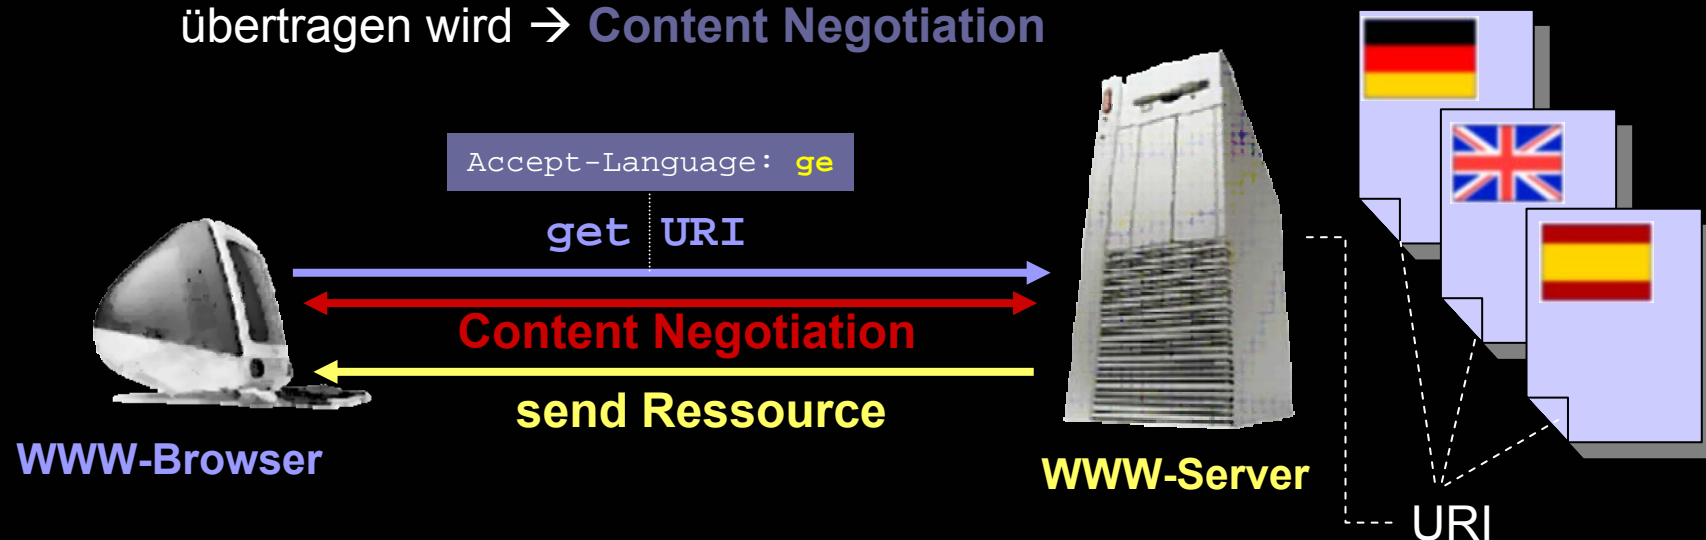 übertragen wird → Content Negotiation
Accept-Language: ge
get URI
Content Negotiation
send Ressource
WWW-Browser
WWW-Server
URI